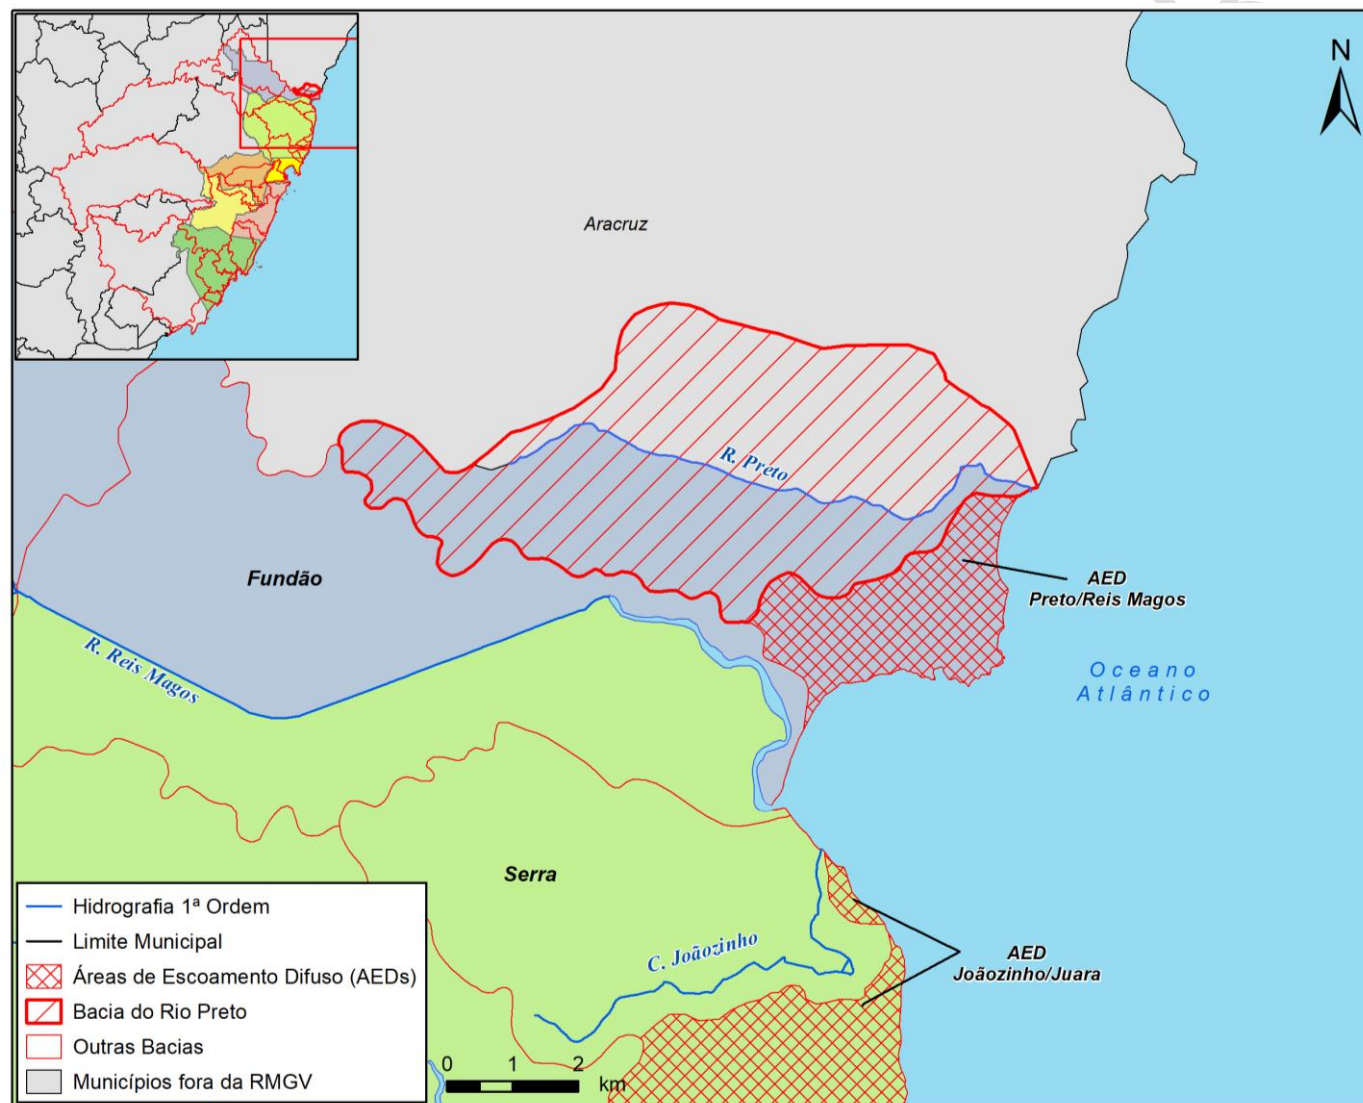 N
Aracruz
R. Preto
Fundão
AED
Preto/Reis Magos
R. Reis Magos
Oceano
Atlântico
Serra
C. Joãozinho
AED
Joãozinho/Juara
Hidrografia 1ª Ordem
Limite Municipal
Áreas de Escoamento Difuso (AEDs)
Bacia do Rio Preto
Outras Bacias
Municípios fora da RMGV
0 1 2
km